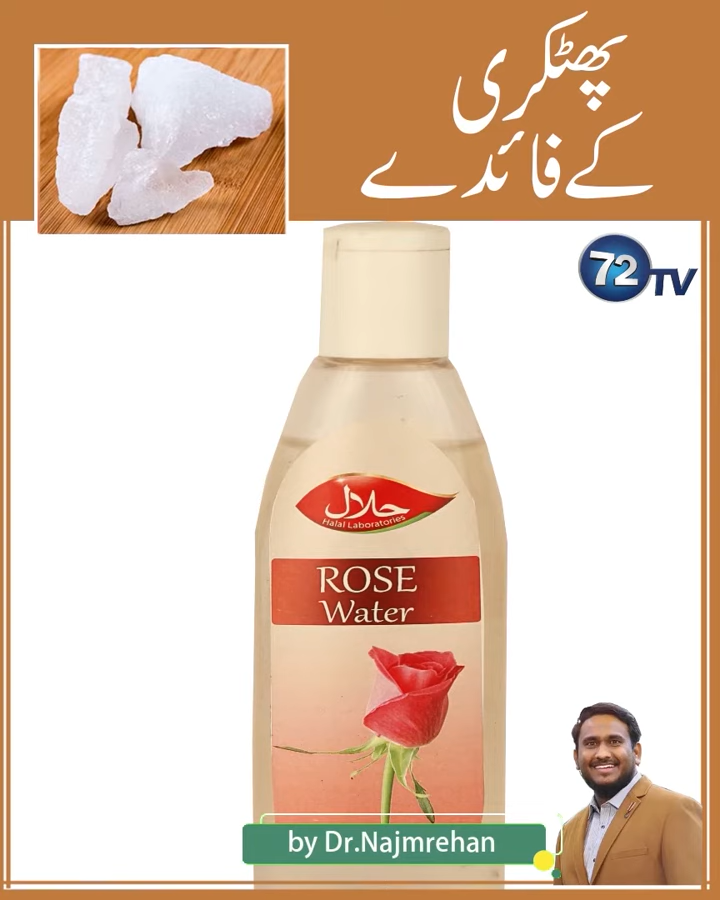 پھٹکری
کے فائدے
72 TV
حلال
Halal Laboratories
ROSE
Water
by Dr.Najmrehan